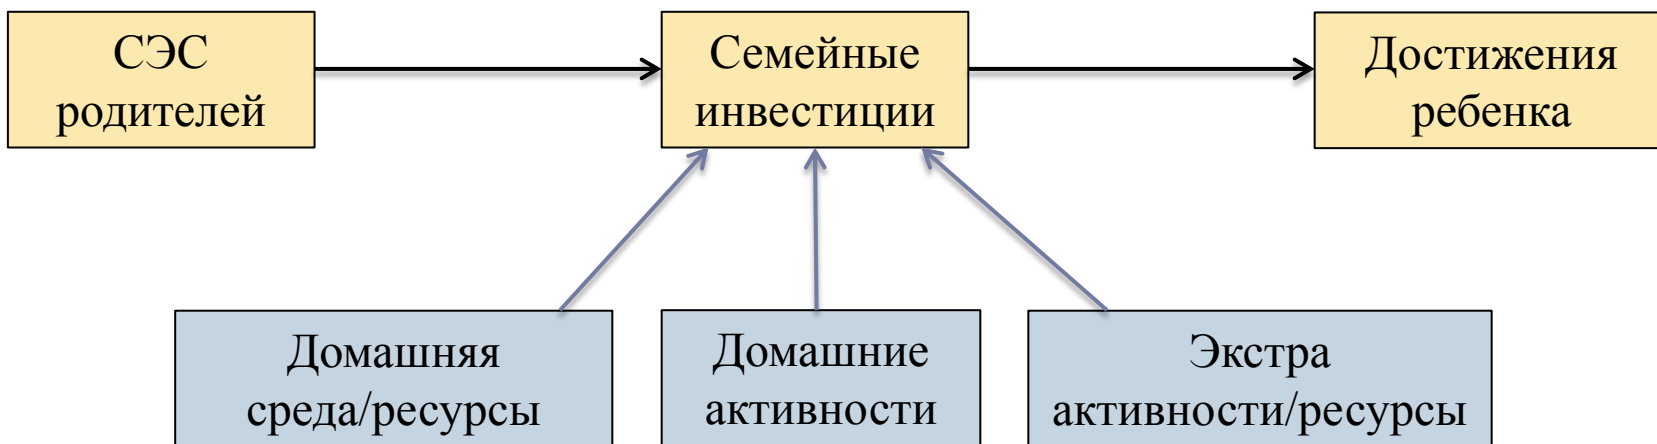 СЭС
родителей
Семейные
инвестиции
Достижения
ребенка
Домашняя
среда/ресурсы
Домашние
активности
Экстра
активности/ресурсы